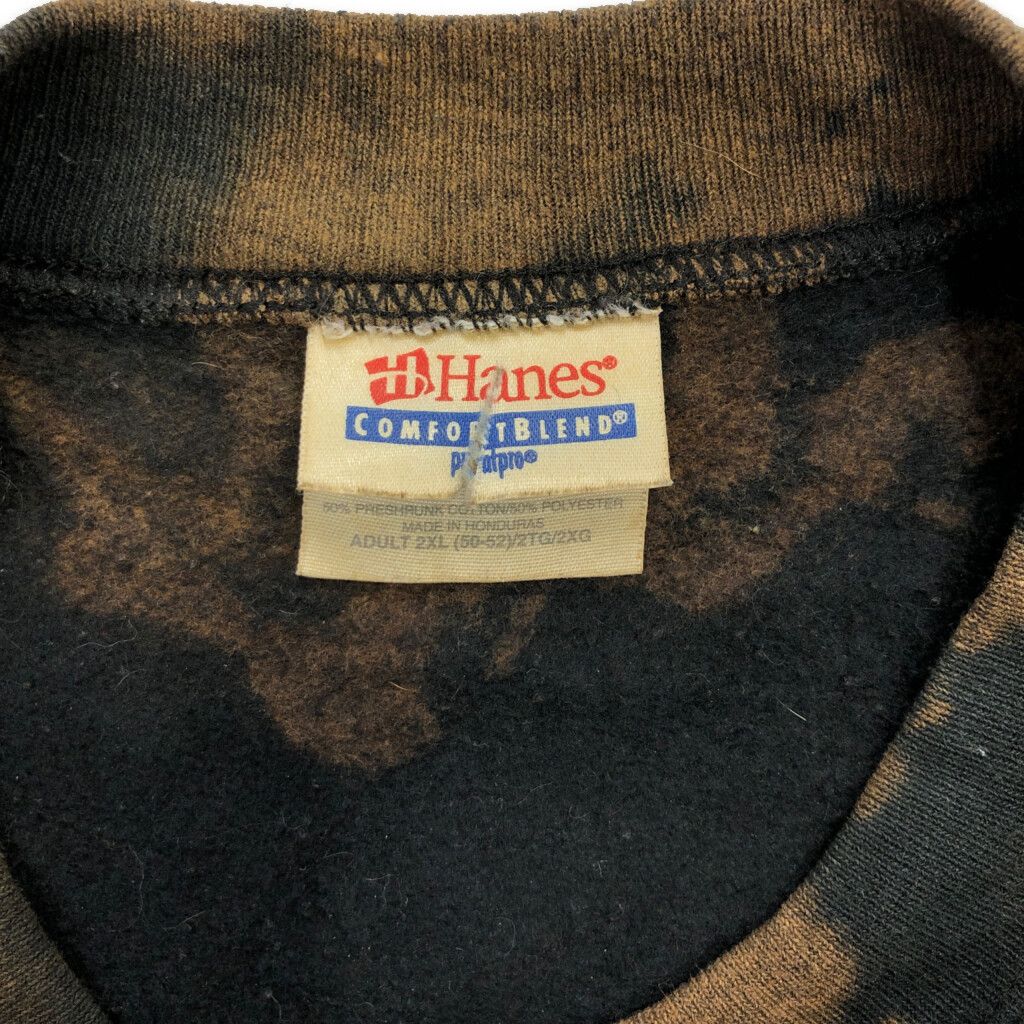 H Hanes®
COMFORTBLEND®
printpro®
50% PRESHRUNK COTTON/50% POLYESTER
MADE IN HONDURAS
ADULT 2XL (50-52)/2TG/2XG